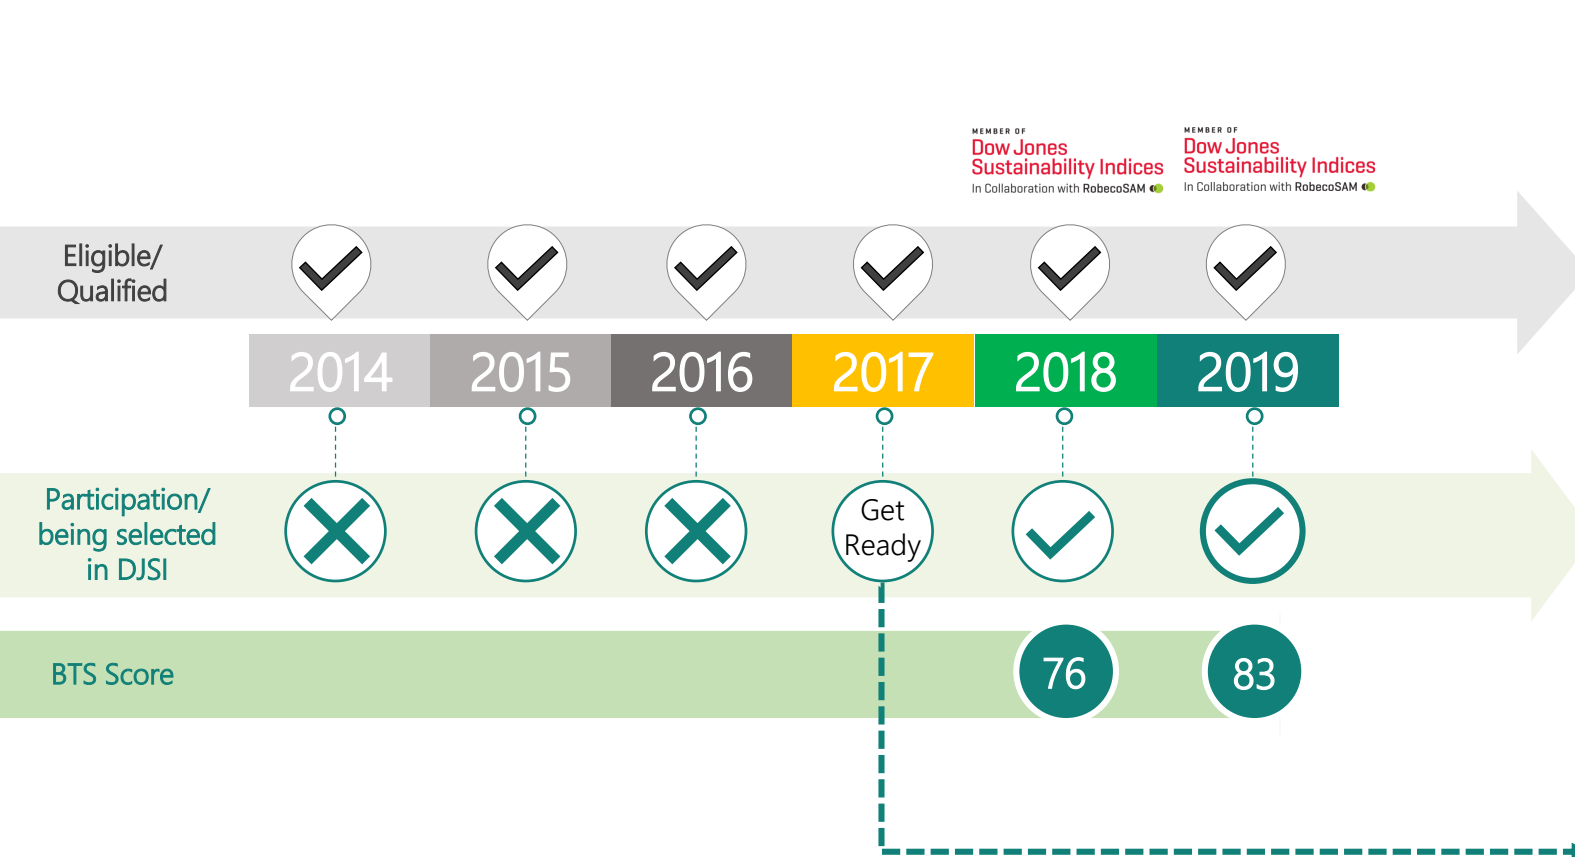 MEMBER OF
Dow Jones
Sustainability Indices
In Collaboration with RobecoSAM
MEMBER OF
Dow Jones
Sustainability Indices
In Collaboration with RobecoSAM
Eligible/
Qualified
2014 2015 2016 2017 2018 2019
Participation/
being selected
in DJSI
Get
Ready
BTS Score
76
83